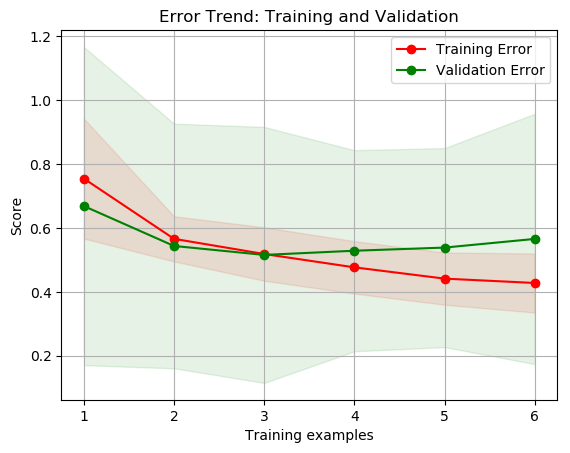 Error Trend: Training and Validation
1.2
1.0
0.8
0.6
0.4
0.2
Score
Training Error
Validation Error
1 2 3 4 5 6
Training examples